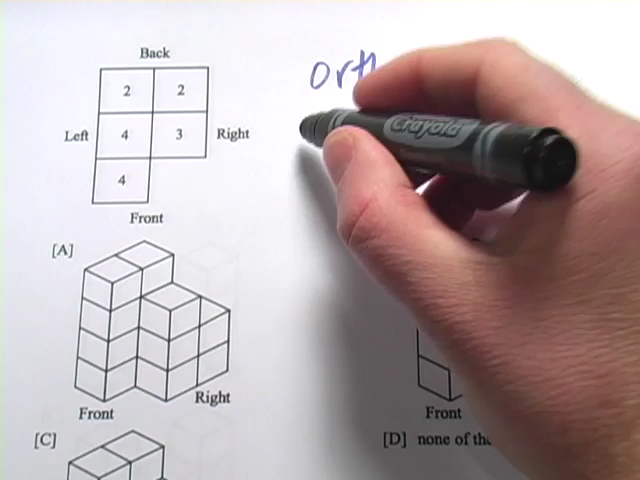 Back
orth
2 2
Left 4 3 Right
Crayola
4
Front
[A]
Right
Front Front
[C] [D] none of the